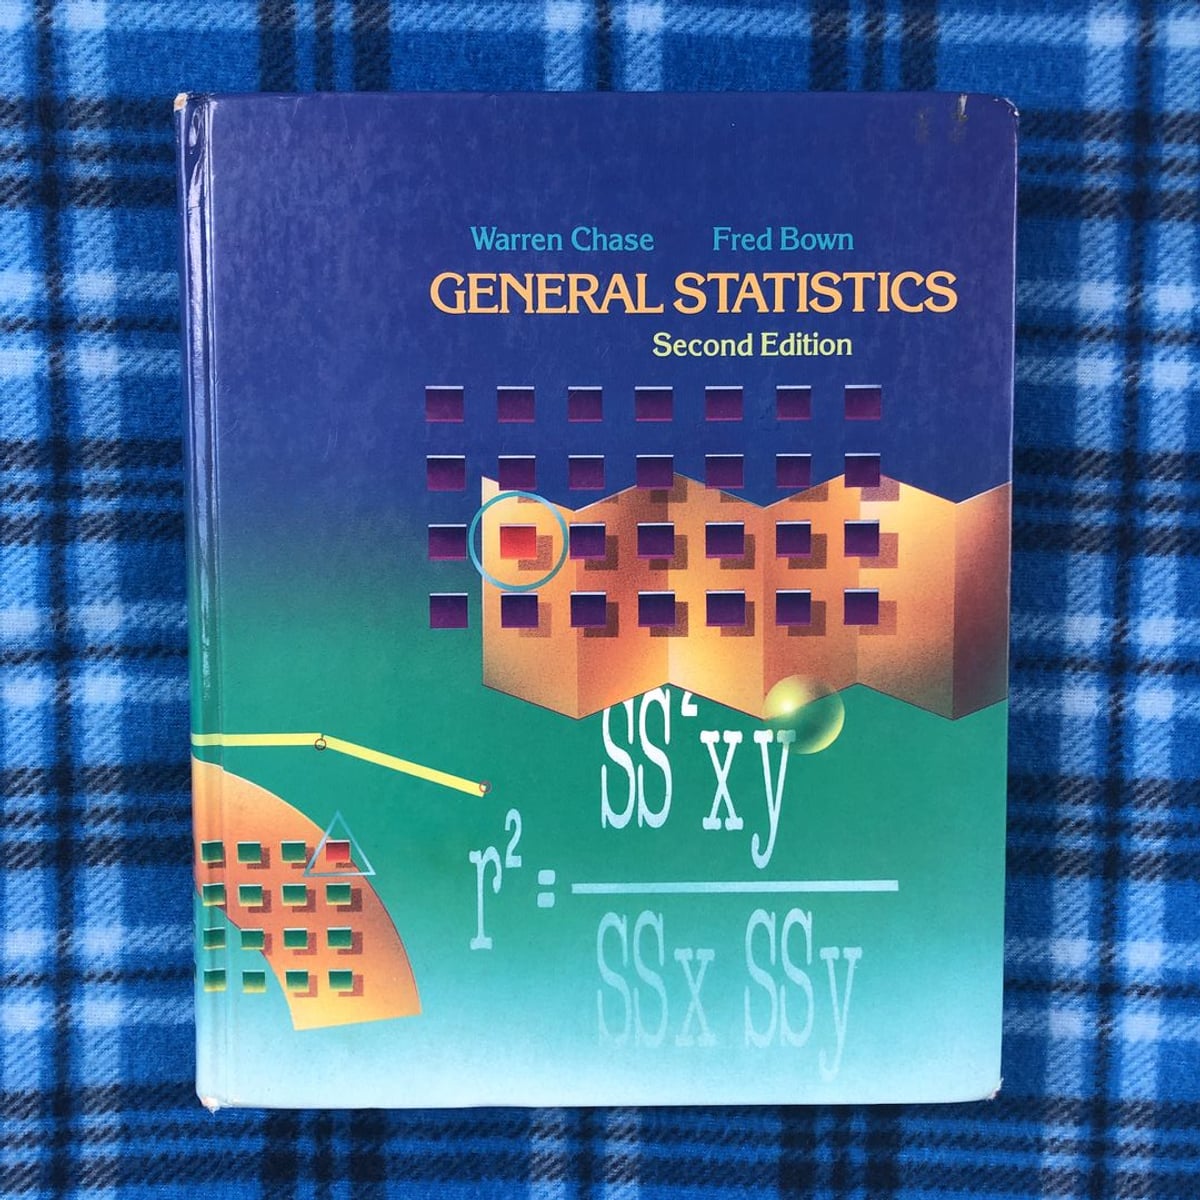 Warren Chase Fred Bown
GENERAL STATISTICS
Second Edition
SS²xy
r² =
SSx SSy